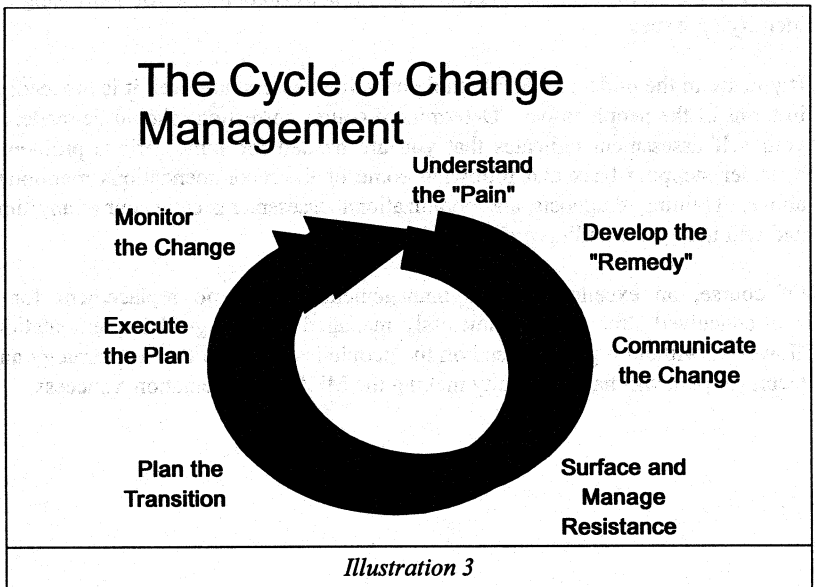 The Cycle of Change
Management
Understand
the "Pain"
Develop the
"Remedy"
Communicate
the Change
Surface and
Manage
Resistance
Plan the
Transition
Execute
the Plan
Monitor
the Change
Illustration 3